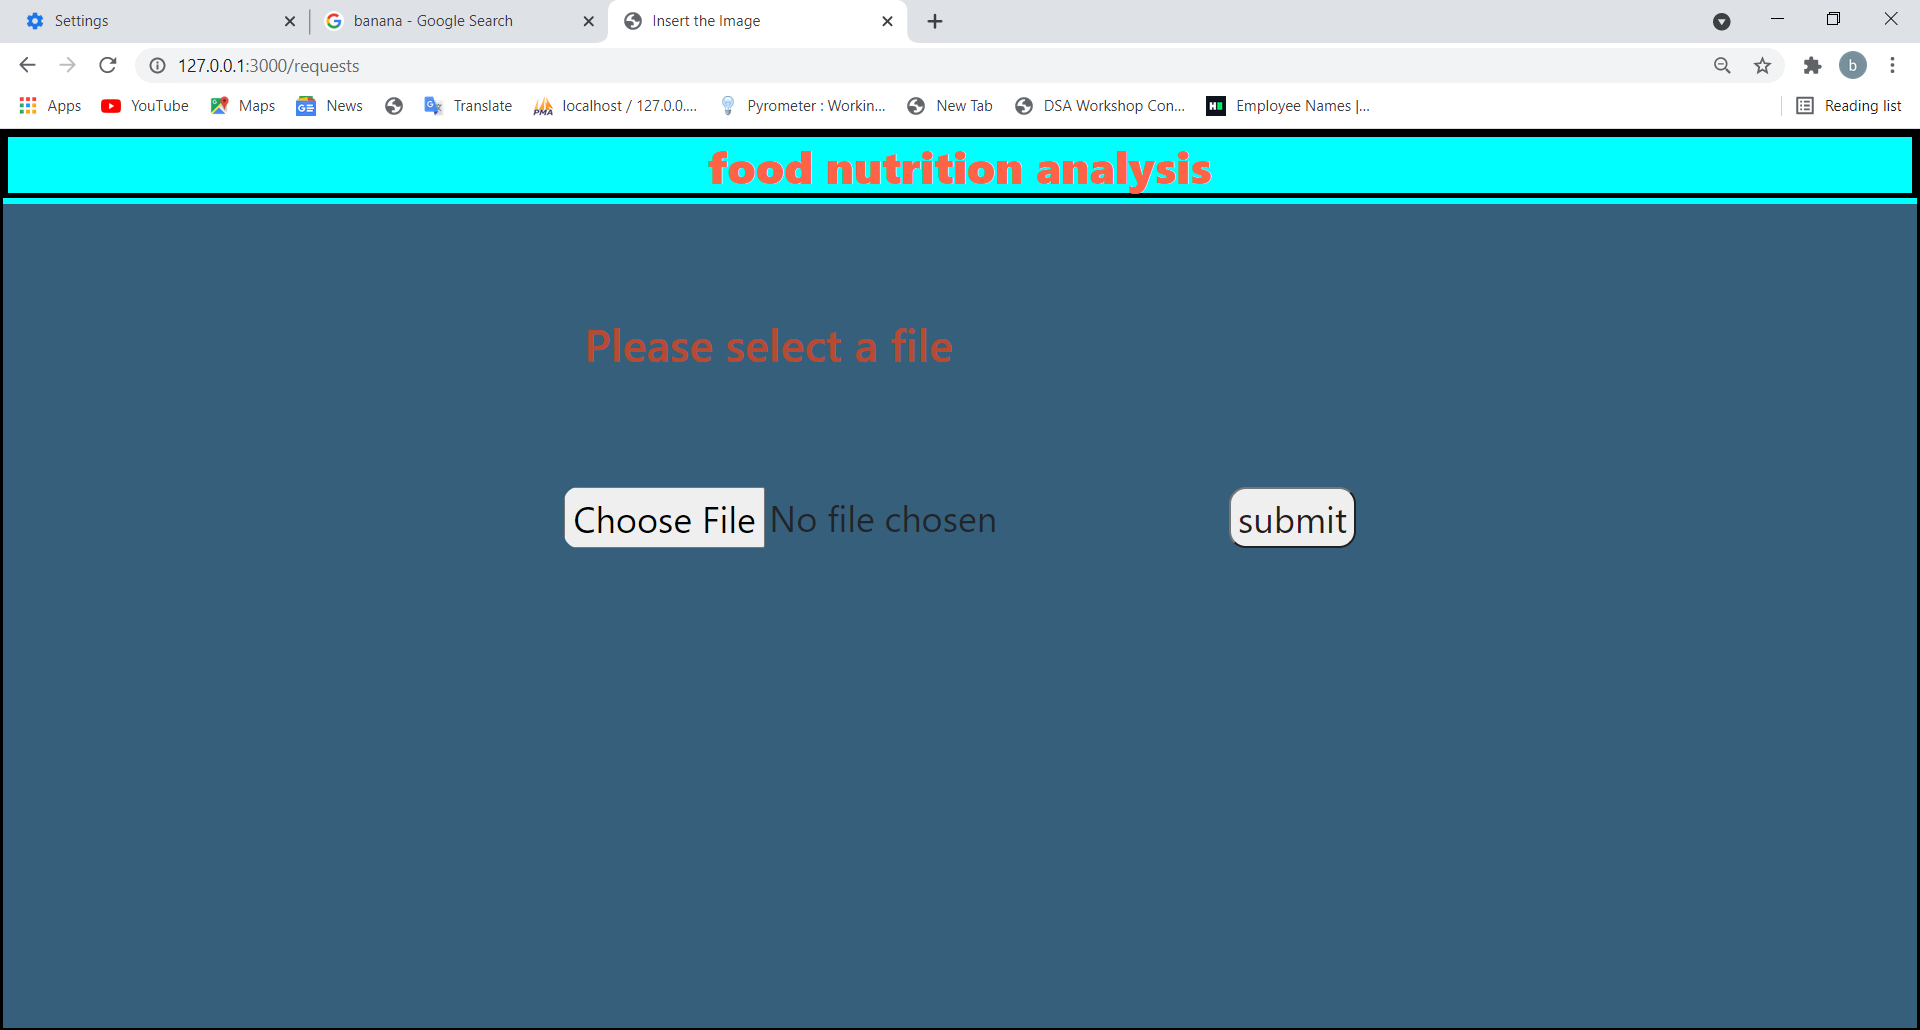 Settings
banana - Google Search
Insert the Image
127.0.0.1:3000/requests
b
Apps
YouTube
Maps
News
Translate
PMA
localhost / 127.0.0....
Pyrometer : Workin...
New Tab
DSA Workshop Con...
Employee Names |...
Reading list
food nutrition analysis
Please select a file
Choose File No file chosen
submit